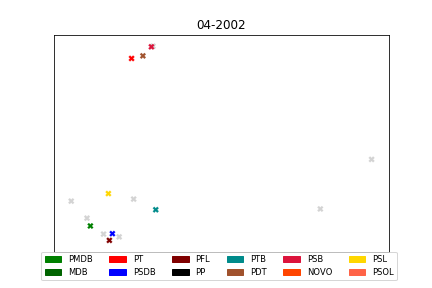 04-2002
PMDB PT PFL PTB PSB PSL
MDB PSDB PP PDT NOVO PSOL